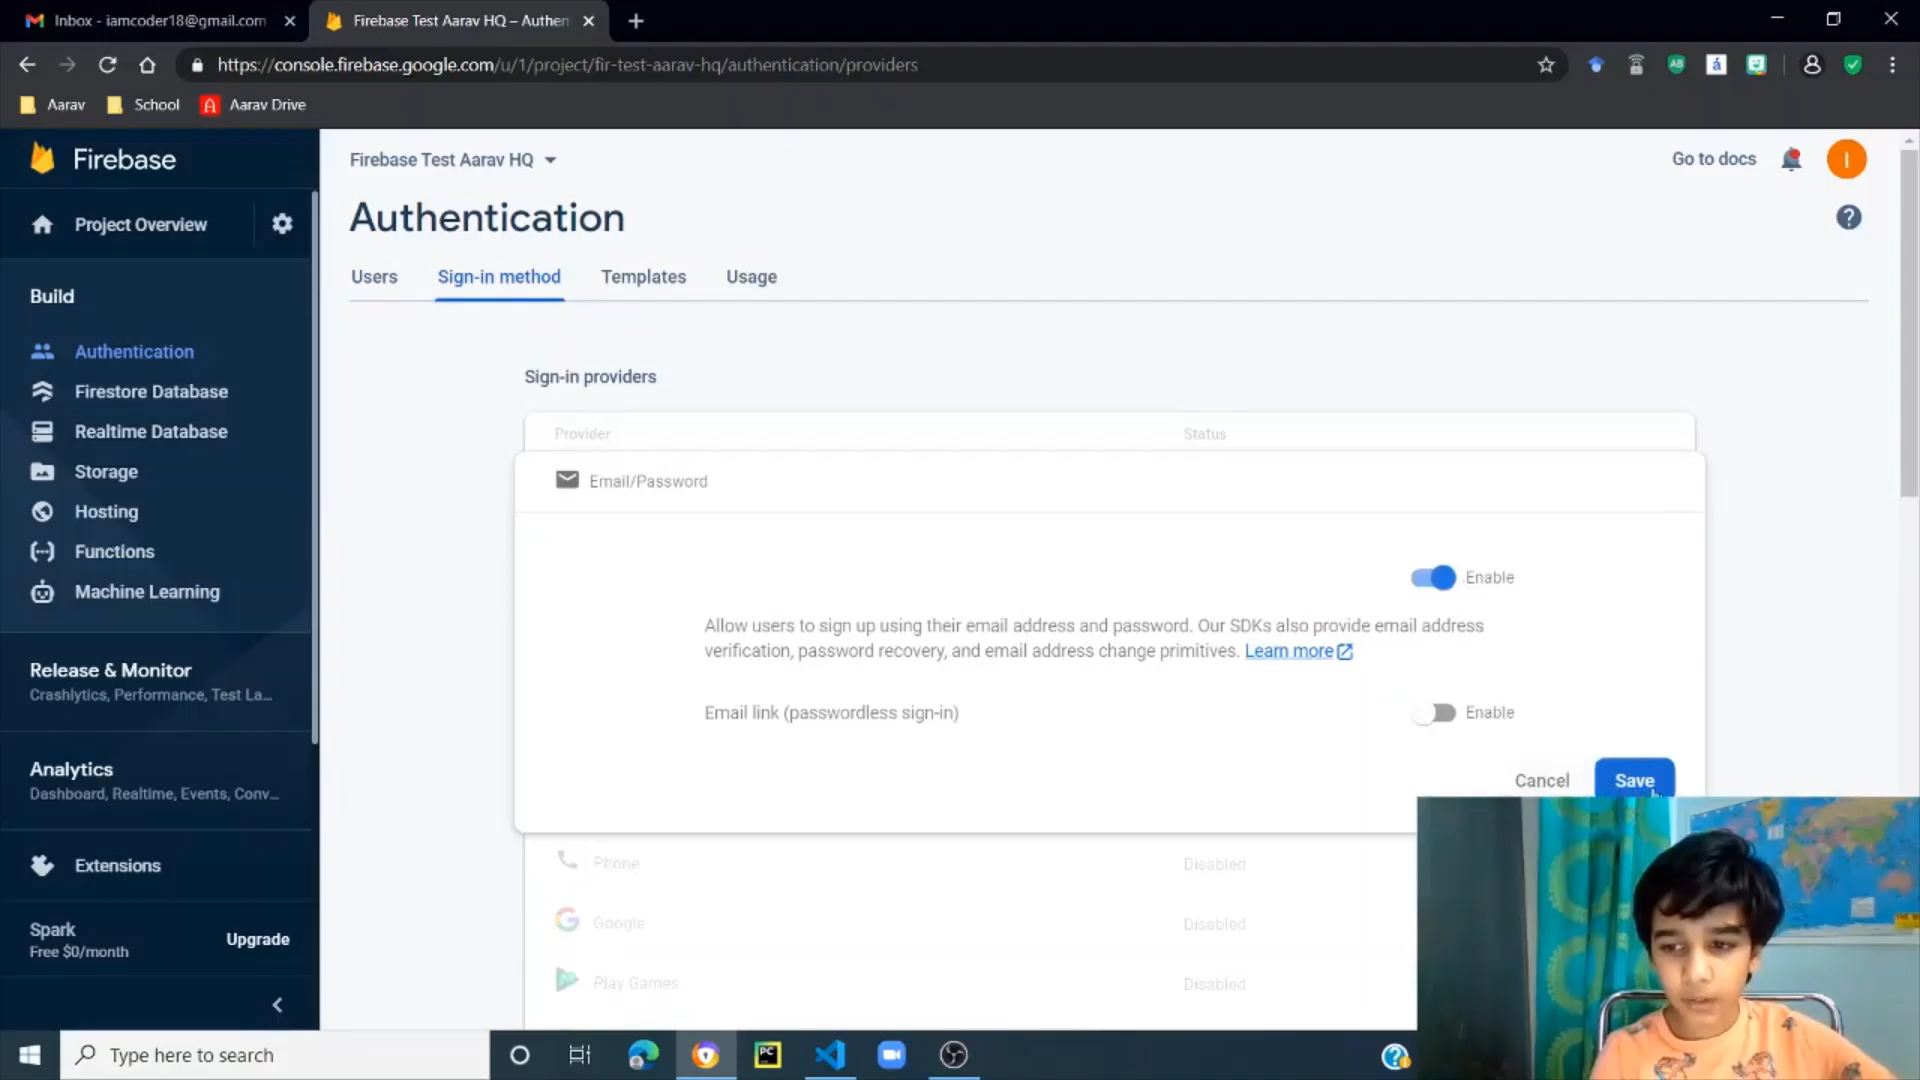 Inbox - iamcoder18@gmail.com
Firebase Test Aarav HQ – Authen
https://console.firebase.google.com/u/1/project/fir-test-aarav-hq/authentication/providers
Aarav
School
Aarav Drive
Firebase
Project Overview
Build
Authentication
Firestore Database
Realtime Database
Storage
Hosting
Functions
Machine Learning
Release & Monitor
Crashlytics, Performance, Test La...
Analytics
Dashboard, Realtime, Events, Conv...
Extensions
Spark
Free $0/month
Upgrade
Firebase Test Aarav HQ
Go to docs
I
Authentication
Users Sign-in method Templates Usage
Sign-in providers
Provider Status
Email/Password
Enable
Allow users to sign up using their email address and password. Our SDKs also provide email address
verification, password recovery, and email address change primitives. Learn more
Email link (passwordless sign-in) Enable
Cancel Save
Phone Disabled
Google Disabled
Play Games Disabled
Type here to search
PC